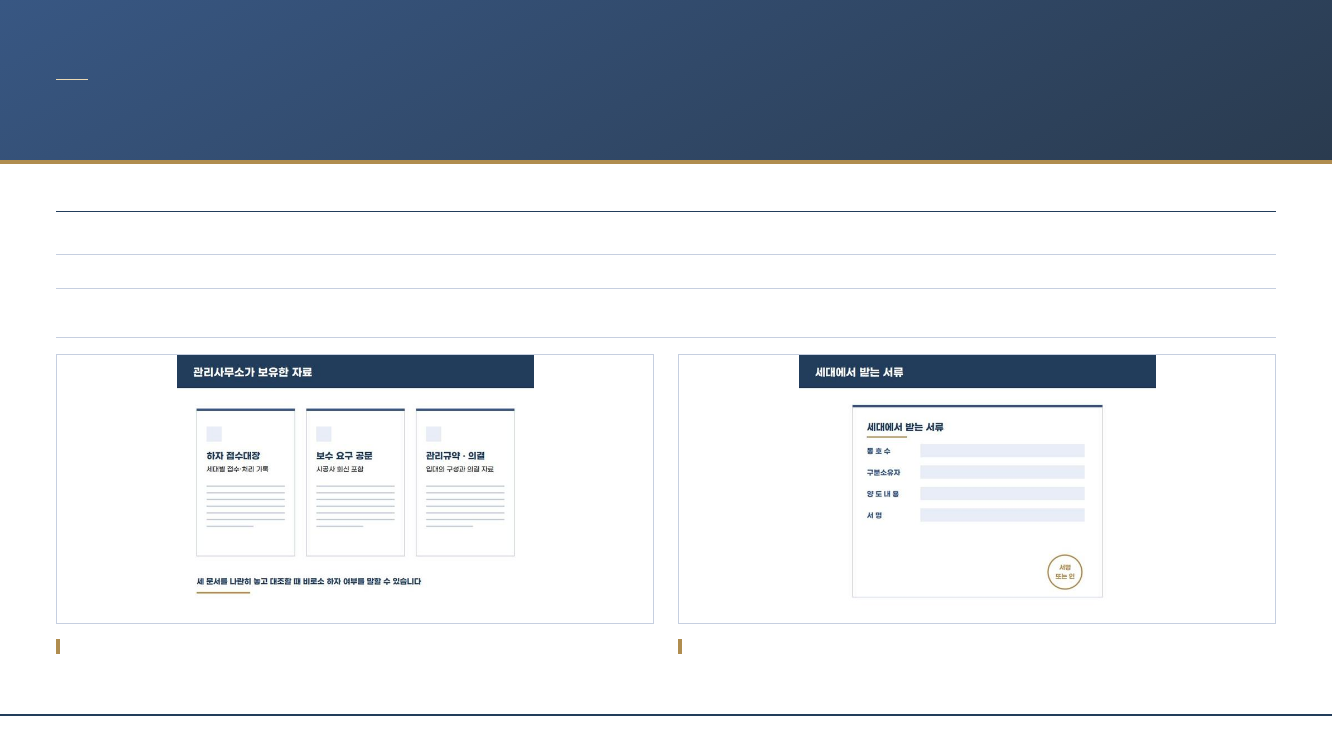 관리사무소가 보유한 자료
하자 접수대장
세대별 접수·처리 기록
보수 요구 공문
시공사 회신 포함
관리규약 · 의결
입대의 구성과 의결 자료
세 문서를 나란히 놓고 대조할 때 비로소 하자 여부를 말할 수 있습니다
세대에서 받는 서류
세대에서 받는 서류
동 호 수
구분소유자
양 도 내 용
서 명
서명
또는 인